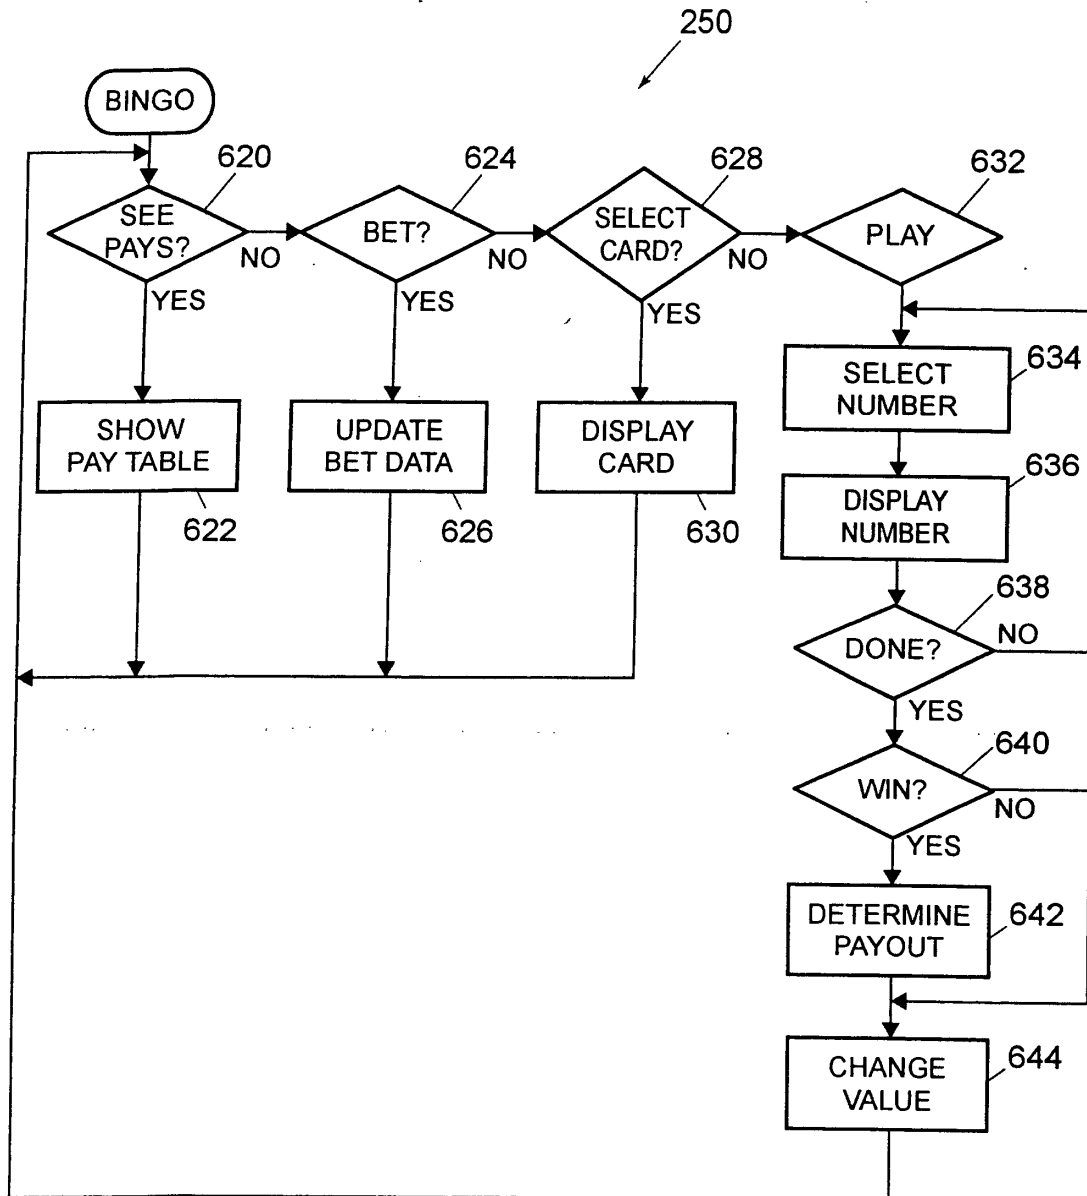 250
BINGO
620
624
628
632
SEE
PAYS?
NO
YES
BET?
NO
YES
SELECT
CARD?
NO
YES
PLAY
SHOW
PAY TABLE
622
UPDATE
BET DATA
626
DISPLAY
CARD
630
SELECT
NUMBER
634
DISPLAY
NUMBER
636
DONE?
638
NO
YES
WIN?
640
NO
YES
DETERMINE
PAYOUT
642
CHANGE
VALUE
644